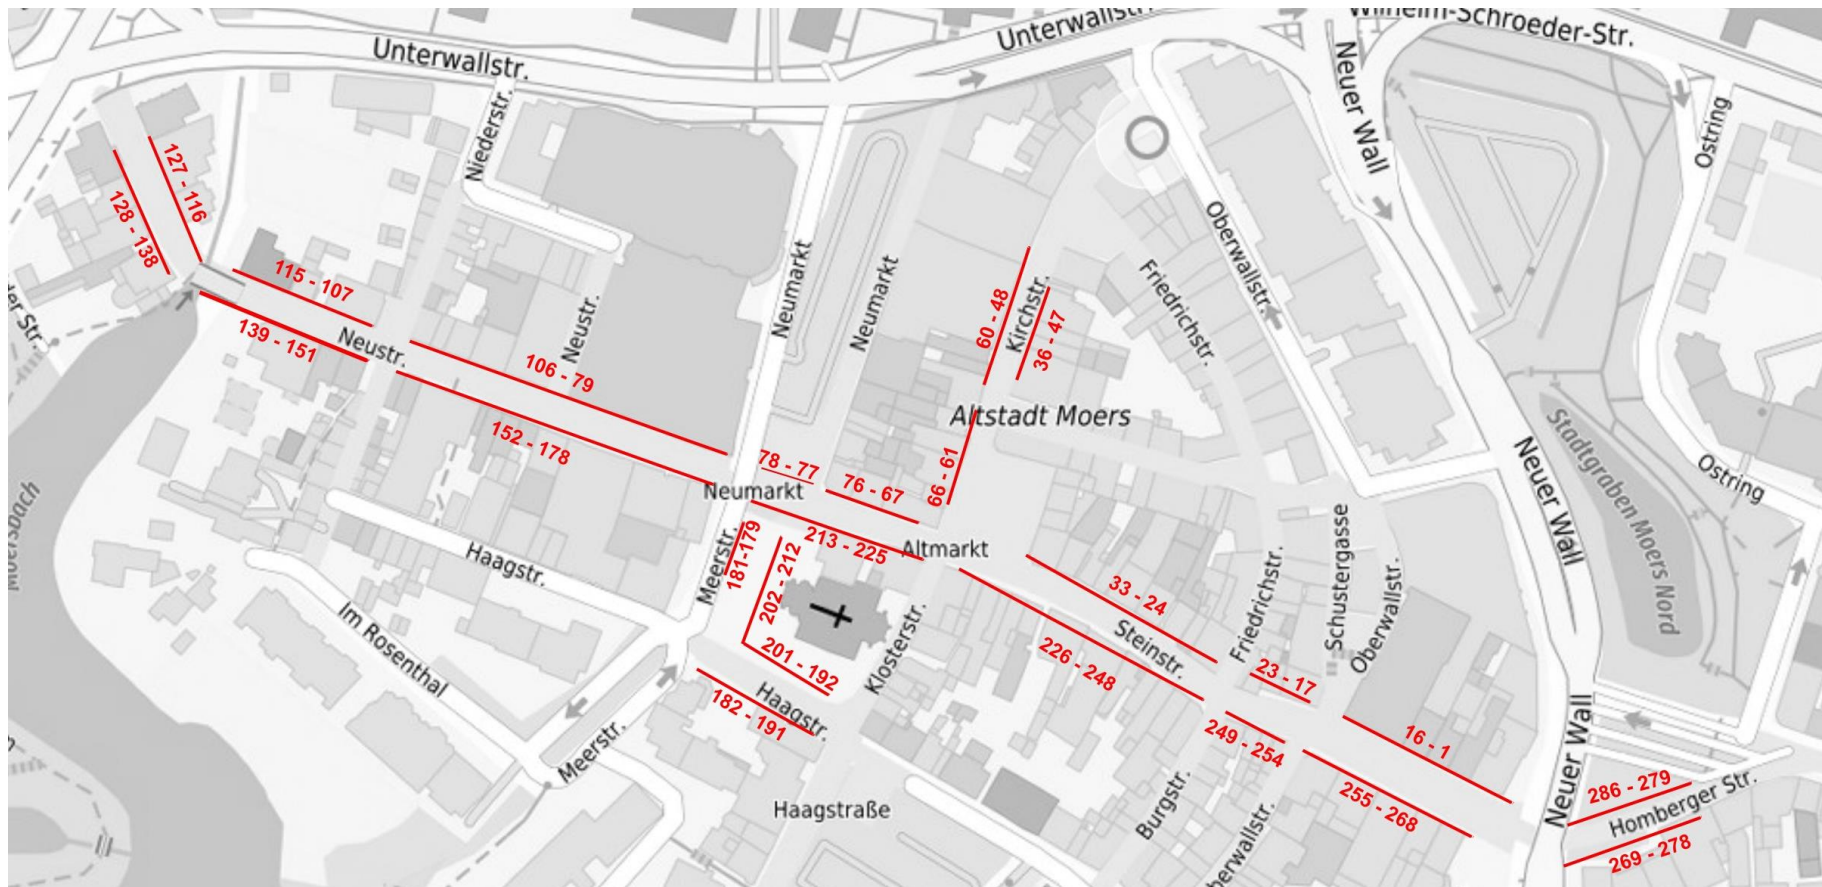 Unterwallstr.
Unterwallstr.
Wilhelm-Schroeder-Str.
Neuer Wall
Ostring
Niederstr.
127 - 116
128 - 138
115 - 107
139 - 151
Neustr.
Neustr.
106 - 79
152 - 178
Neumarkt
Neumarkt
60 - 48
Kirchstr.
36 - 47
Friedrichstr.
Oberwallstr.
Altstadt Moers
Stadtgraben Moers Nord
Neuer Wall
Ostring
78 - 77
76 - 67
66 - 61
Neumarkt
Moersbach
Haagstr.
Im Rosenthal
Meerstr.
181-179
202 - 212
213 - 225
Altmarkt
201 - 192
Klosterstr.
33 - 24
Steinstr.
226 - 248
Friedrichstr.
Schustergasse
Oberwallstr.
23 - 17
Haagstr.
182 - 191
Meerstr.
249 - 254
16 - 1
255 - 268
Neuer Wall
286 - 279
Homberger Str.
269 - 278
Haagstraße
Burgstr.
berwallstr.
der Str.